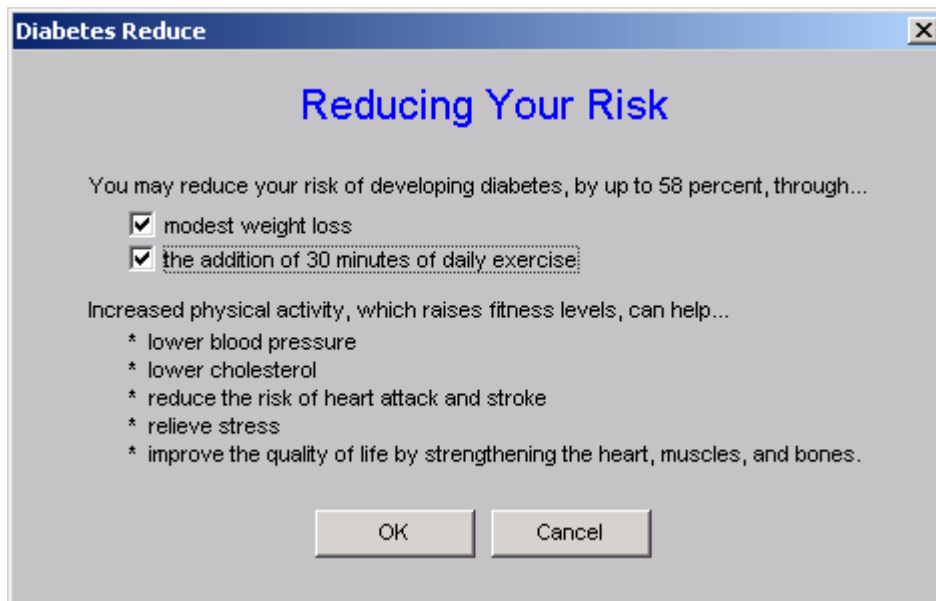 Diabetes Reduce
Reducing Your Risk
You may reduce your risk of developing diabetes, by up to 58 percent, through...
modest weight loss
the addition of 30 minutes of daily exercise
Increased physical activity, which raises fitness levels, can help...
* lower blood pressure
* lower cholesterol
* reduce the risk of heart attack and stroke
* relieve stress
* improve the quality of life by strengthening the heart, muscles, and bones.
OK Cancel